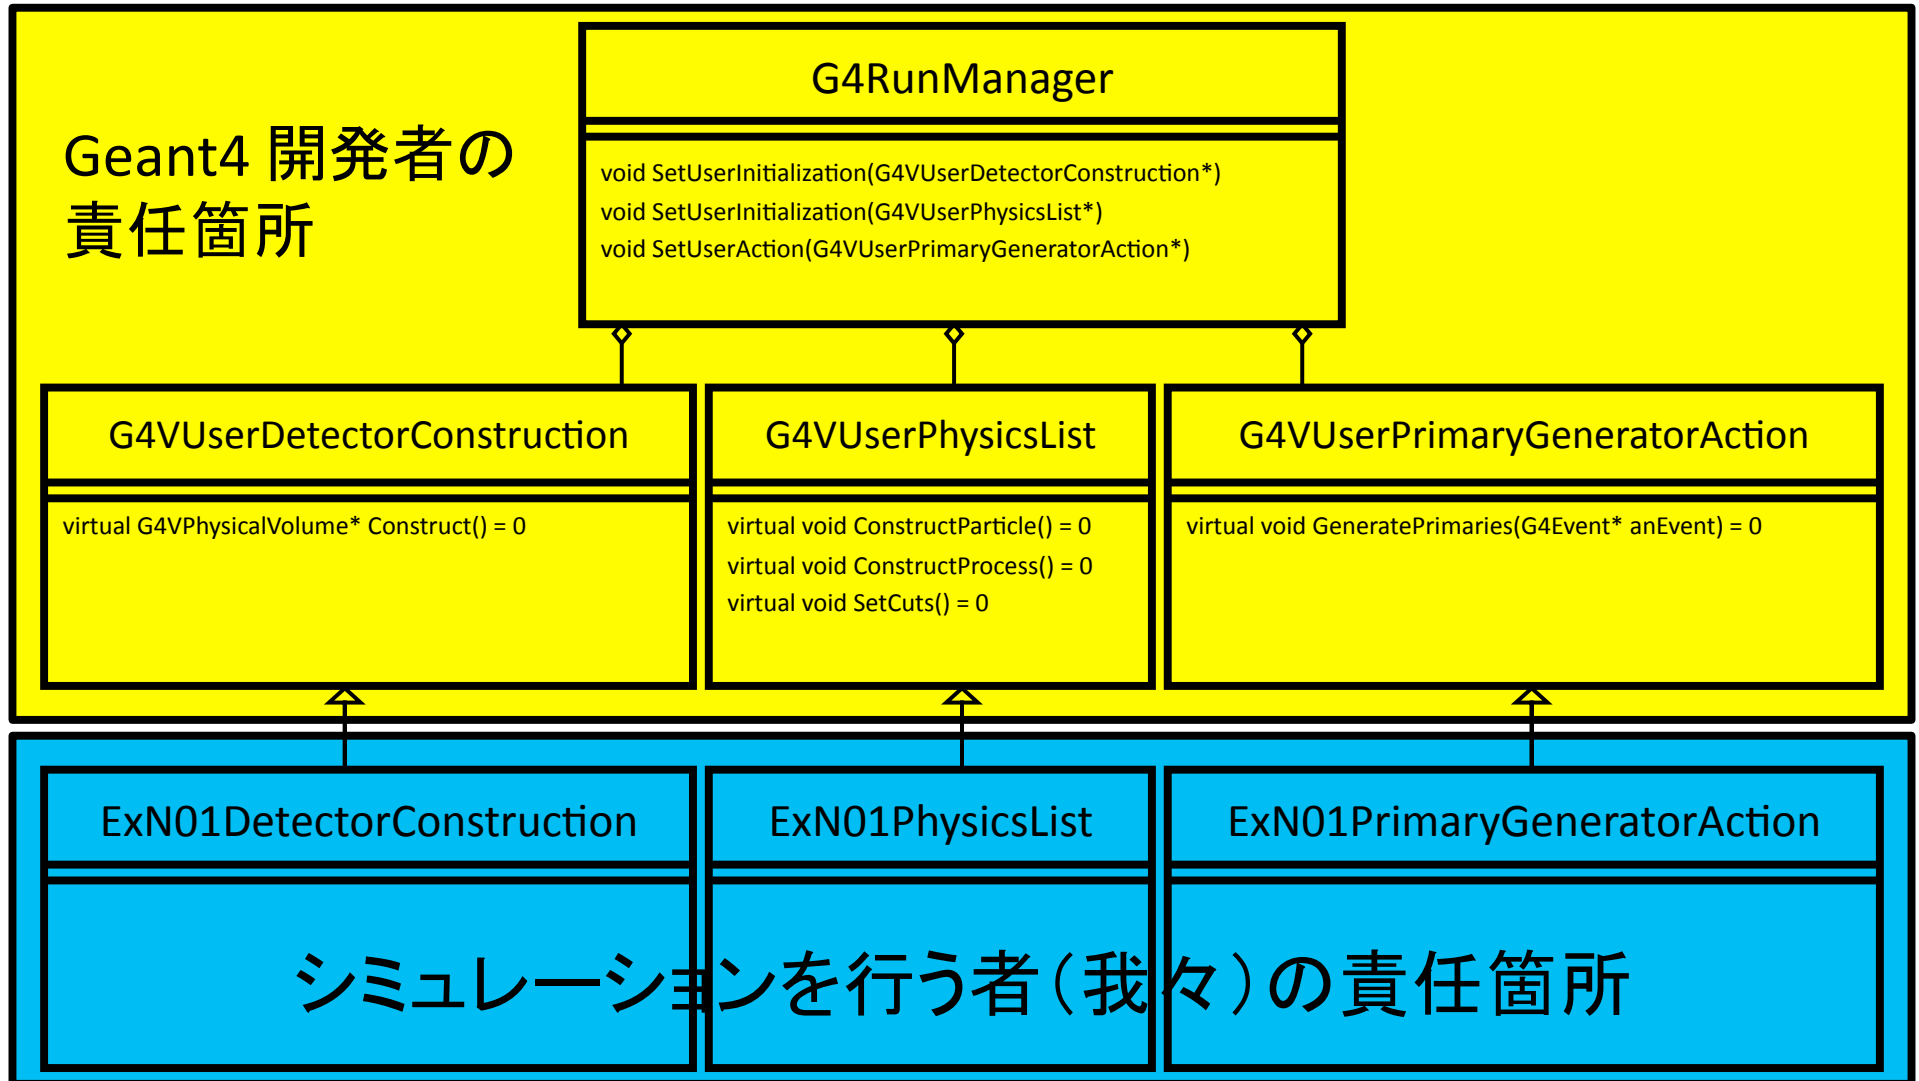 G4RunManager
Geant4 開発者の
責任箇所
void SetUserInitialization(G4VUserDetectorConstruction*)
void SetUserInitialization(G4VUserPhysicsList*)
void SetUserAction(G4VUserPrimaryGeneratorAction*)
G4VUserDetectorConstruction
virtual G4VPhysicalVolume* Construct() = 0
G4VUserPhysicsList
virtual void ConstructParticle() = 0
virtual void ConstructProcess() = 0
virtual void SetCuts() = 0
G4VUserPrimaryGeneratorAction
virtual void GeneratePrimaries(G4Event* anEvent) = 0
ExN01DetectorConstruction
ExN01PhysicsList
ExN01PrimaryGeneratorAction
シミュレーションを行う者（我々）の責任箇所